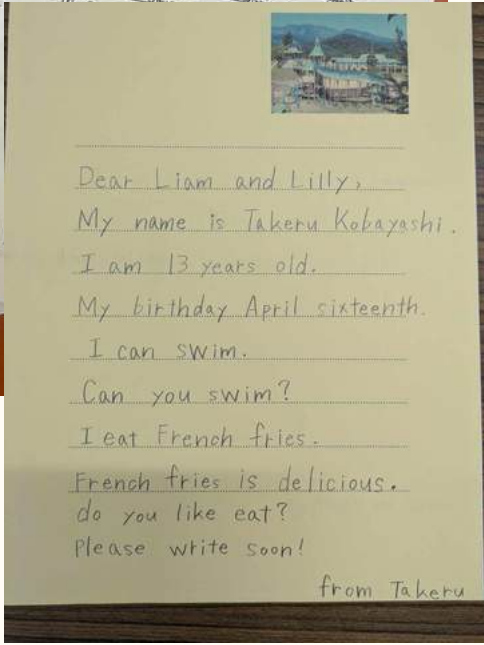 Dear Liam and Lilly,
My name is Takeru Kobayashi.
I am 13 years old.
My birthday April sixteenth.
I can swim.
Can you swim?
I eat French fries.
French fries is delicious.
do you like eat?
Please write soon!
from Takeru